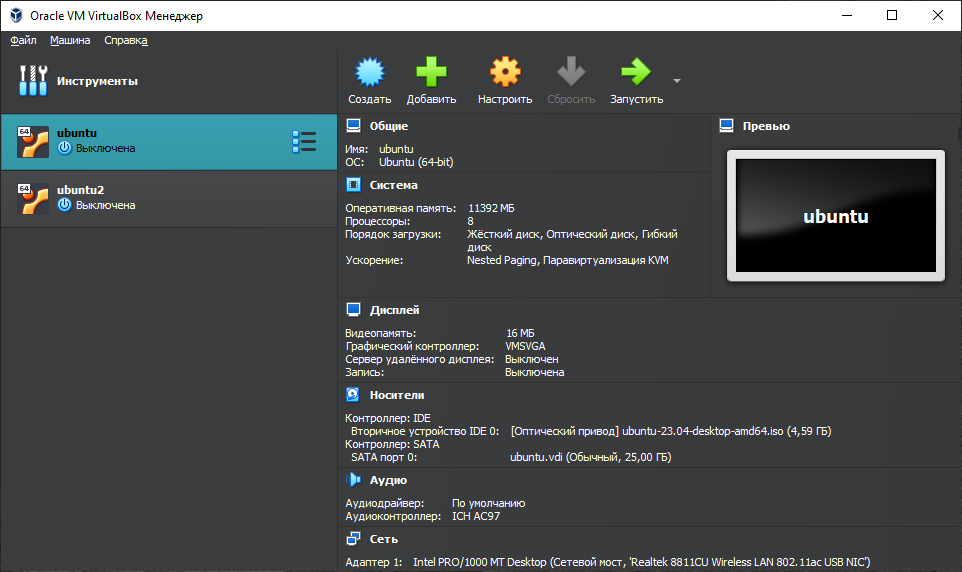 Oracle VM VirtualBox Менеджер
Файл Машина Справка
Инструменты
Создать Добавить Настроить Сбросить Запустить
64 ubuntu
Выключена
64 ubuntu2
Выключена
Общие
Имя: ubuntu
ОС: Ubuntu (64-bit)
Превью
ubuntu
Система
Оперативная память: 11392 МБ
Процессоры: 8
Порядок загрузки: Жёсткий диск, Оптический диск, Гибкий
диск
Ускорение: Nested Paging, Паравиртуализация KVM
Дисплей
Видеопамять: 16 МБ
Графический контроллер: VMSVGA
Сервер удалённого дисплея: Выключен
Запись: Выключена
Носители
Контроллер: IDE
Вторичное устройство IDE 0: [Оптический привод] ubuntu-23.04-desktop-amd64.iso (4,59 ГБ)
Контроллер: SATA
SATA порт 0: ubuntu.vdi (Обычный, 25,00 ГБ)
Аудио
Аудиодрайвер: По умолчанию
Аудиоконтроллер: ICH AC97
Сеть
Адаптер 1: Intel PRO/1000 MT Desktop (Сетевой мост, 'Realtek 8811CU Wireless LAN 802.11ac USB NIC')